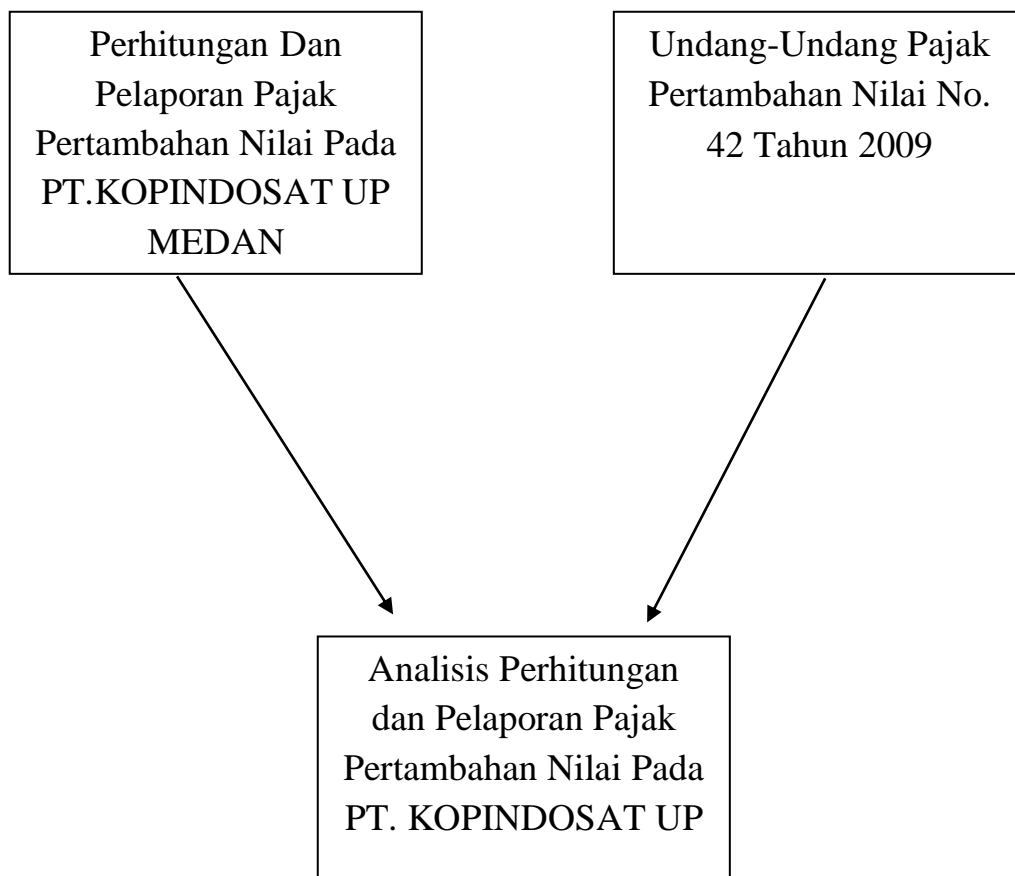 Perhitungan Dan
Pelaporan Pajak
Pertambahan Nilai Pada
PT.KOPINDOSAT UP
MEDAN
Undang-Undang Pajak
Pertambahan Nilai No.
42 Tahun 2009
Analisis Perhitungan
dan Pelaporan Pajak
Pertambahan Nilai Pada
PT. KOPINDOSAT UP